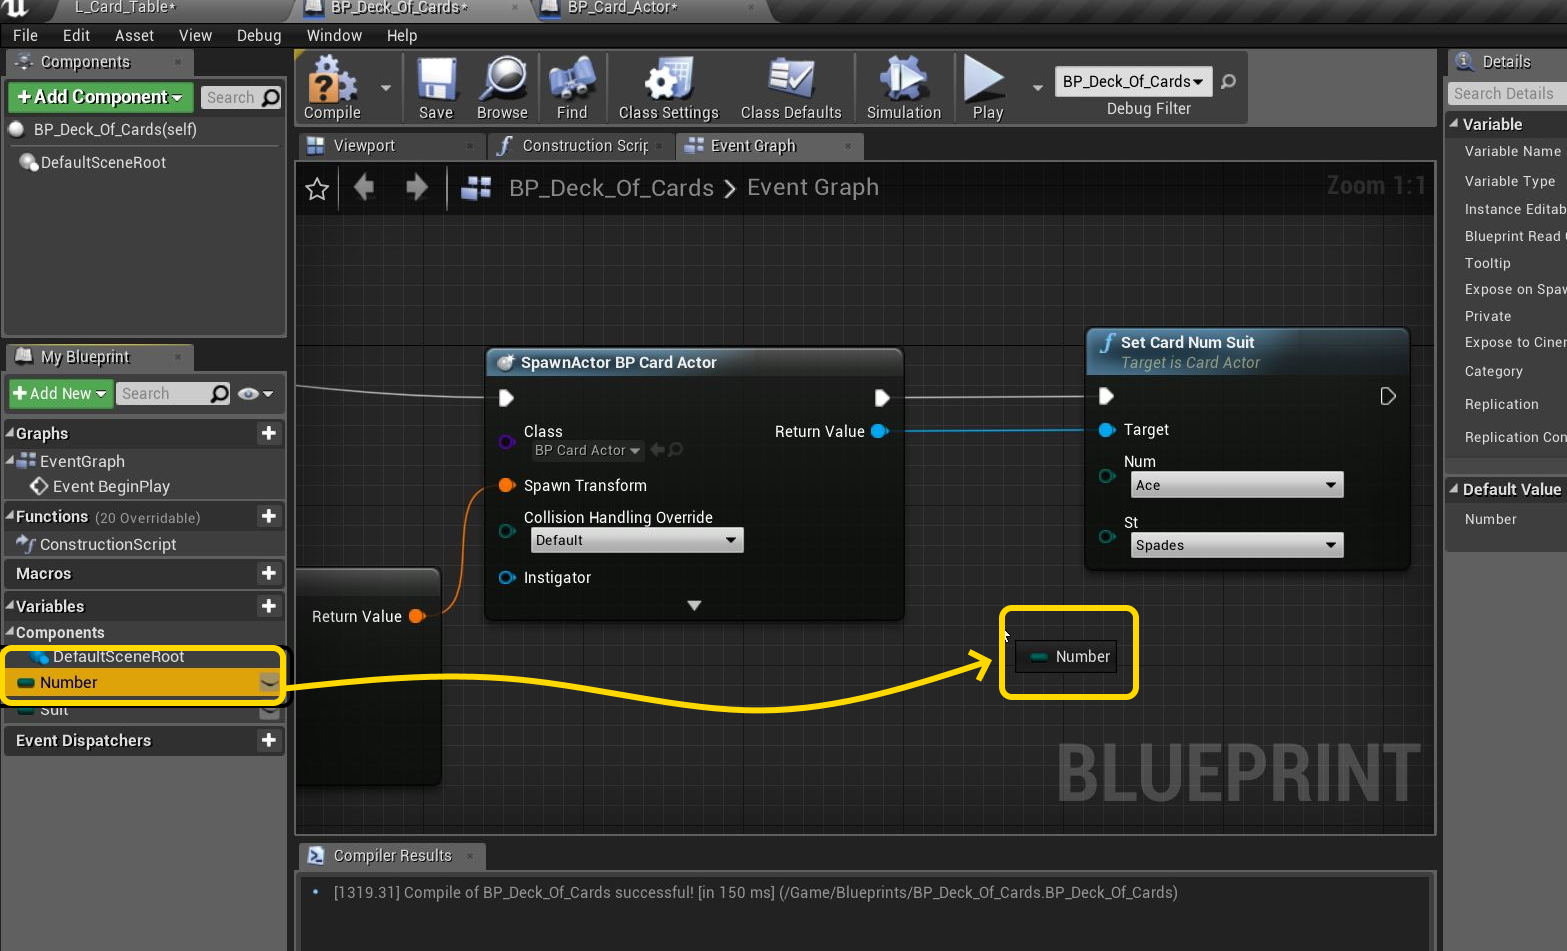 L_Card_Table*
BP_Deck_Of_Cards*
BP_Card_Actor*
File Edit Asset View Debug Window Help
Components
+Add Component
Search
BP_Deck_Of_Cards(self)
DefaultSceneRoot
Compile
Save
Browse
Find
Class Settings
Class Defaults
Simulation
Play
BP_Deck_Of_Cards
Debug Filter
Viewport
Construction Scrip
Event Graph
BP_Deck_Of_Cards > Event Graph
Zoom 1:1
My Blueprint
+Add New
Search
Graphs
EventGraph
Event BeginPlay
Functions (20 Overridable)
ConstructionScript
Macros
Variables
Components
DefaultSceneRoot
Number
Suit
Event Dispatchers
SpawnActor BP Card Actor
Class
BP Card Actor
Return Value
Spawn Transform
Collision Handling Override
Default
Instigator
Return Value
Set Card Num Suit
Target is Card Actor
Target
Num
Ace
St
Spades
Number
BLUEPRINT
Compiler Results
[1319.31] Compile of BP_Deck_Of_Cards successful! [in 150 ms] (/Game/Blueprints/BP_Deck_Of_Cards.BP_Deck_Of_Cards)
Details
Search Details
Variable
Variable Name
Variable Type
Instance Editab
Blueprint Read
Tooltip
Expose on Spaw
Private
Expose to Ciner
Category
Replication
Replication Con
Default Value
Number